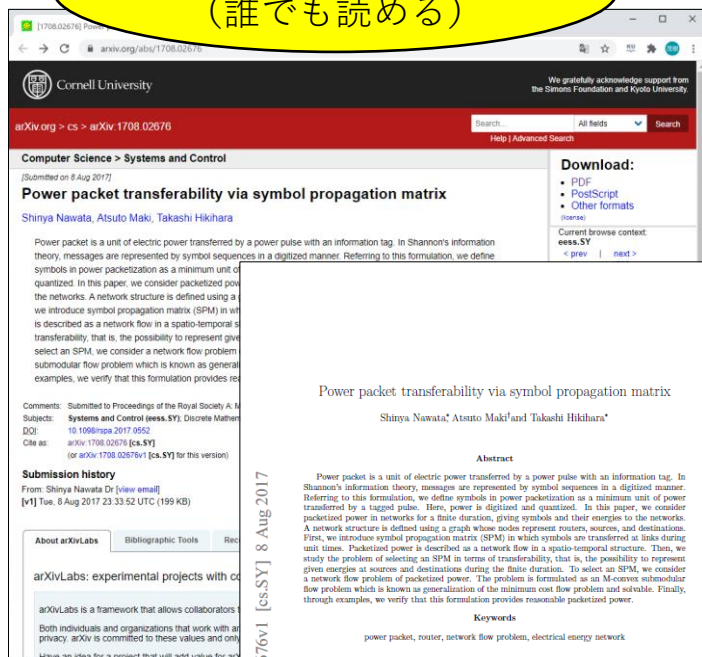 (誰でも読める)
[1708.02676] Power p
arxiv.org/abs/1708.02676
Cornell University
We gratefully acknowledge support from
the Simons Foundation and Kyoto University.
arXiv.org > cs > arXiv:1708.02676
Search...
All fields
Search
Help | Advanced Search
Computer Science > Systems and Control
[Submitted on 8 Aug 2017]
Power packet transferability via symbol propagation matrix
Shinya Nawata, Atsuto Maki, Takashi Hikihara
Power packet is a unit of electric power transferred by a power pulse with an information tag. In Shannon's information
theory, messages are represented by symbol sequences in a digitized manner. Referring to this formulation, we define
symbols in power packetization as a minimum unit of
quantized. In this paper, we consider packetized pow
the networks. A network structure is defined using a
we introduce symbol propagation matrix (SPM) in wh
is described as a network flow in a spatio-temporal s
transferability, that is, the possibility to represent give
select an SPM, we consider a network flow problem
submodular flow problem which is known as general
examples, we verify that this formulation provides rea
Comments: Submitted to Proceedings of the Royal Society A: M
Subjects: Systems and Control (eess.SY); Discrete Mathem
DOI: 10.1098/rspa.2017.0552
Cite as: arXiv:1708.02676 [cs.SY]
(or arXiv:1708.02676v1 [cs.SY] for this version)
Submission history
From: Shinya Nawata Dr [view email]
[v1] Tue, 8 Aug 2017 23:33:52 UTC (199 KB)
About arXivLabs
Bibliographic Tools
Rec
arXivLabs: experimental projects with co
arXivLabs is a framework that allows collaborators t
Both individuals and organizations that work with ar
privacy. arXiv is committed to these values and only
Have an idea for a project that will add value for arX
Download:
• PDF
• PostScript
• Other formats
(license)
Current browse context:
eess.SY
< prev | next >
Power packet transferability via symbol propagation matrix
Shinya Nawata*, Atsuto Maki†and Takashi Hikihara*
Abstract
Power packet is a unit of electric power transferred by a power pulse with an information tag. In
Shannon's information theory, messages are represented by symbol sequences in a digitized manner.
Referring to this formulation, we define symbols in power packetization as a minimum unit of power
transferred by a tagged pulse. Here, power is digitized and quantized. In this paper, we consider
packetized power in networks for a finite duration, giving symbols and their energies to the networks.
A network structure is defined using a graph whose nodes represent routers, sources, and destinations.
First, we introduce symbol propagation matrix (SPM) in which symbols are transferred at links during
unit times. Packetized power is described as a network flow in a spatio-temporal structure. Then, we
study the problem of selecting an SPM in terms of transferability, that is, the possibility to represent
given energies at sources and destinations during the finite duration. To select an SPM, we consider
a network flow problem of packetized power. The problem is formulated as an M-convex submodular
flow problem which is known as generalization of the minimum cost flow problem and solvable. Finally,
through examples, we verify that this formulation provides reasonable packetized power.
Keywords
power packet, router, network flow problem, electrical energy network
676v1 [cs.SY] 8 Aug 2017